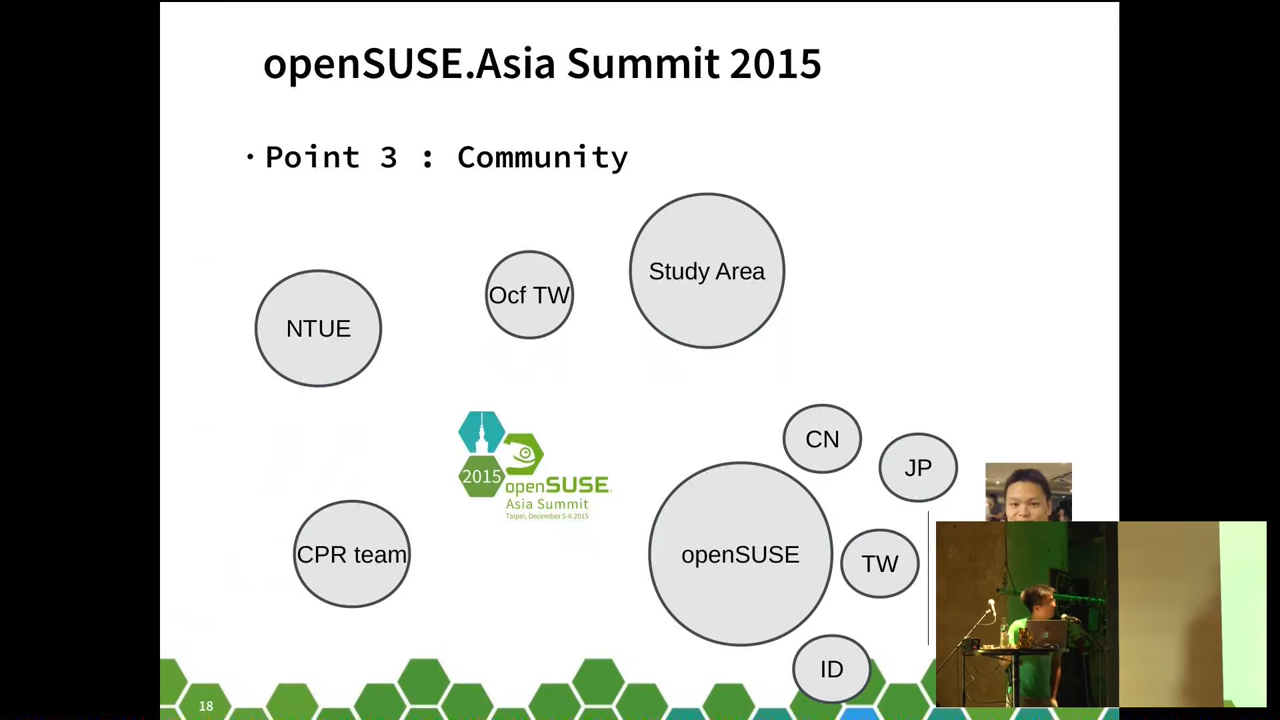 openSUSE.Asia Summit 2015
· Point 3 : Community
Study Area
Ocf TW
NTUE
CN
JP
2015
openSUSE
Asia Summit
Taipei, December 5-6 2015
CPR team
openSUSE
TW
ID
18